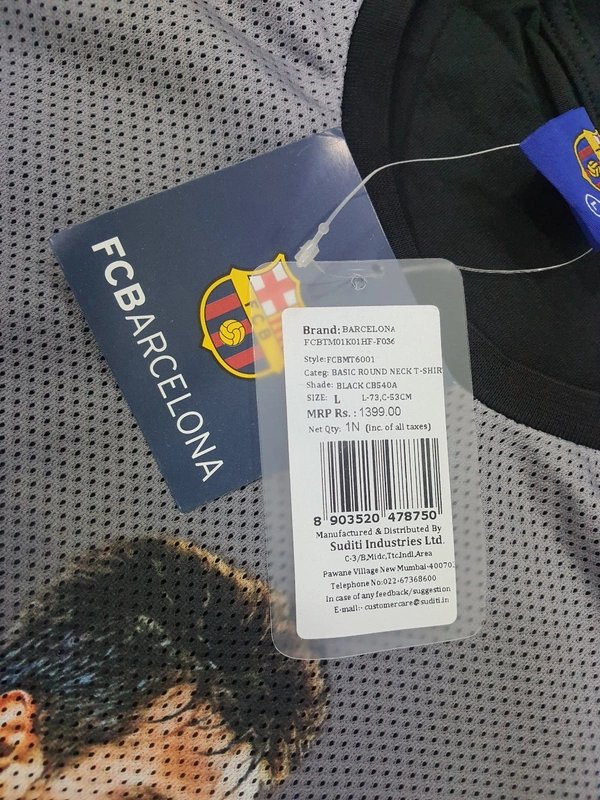 FCBARCELONA
FCB
Brand: BARCELONA
FCBTM01K01HF-F036
Style:FCBMT6001
Categ: BASIC ROUND NECK T-SHIR
Shade: BLACK CB540A
SIZE: L L-73,C-53CM
MRP Rs. : 1399.00
Net Qty: 1N (inc. of all taxes)
8 903520 478750
Manufactured & Distributed By
Suditi Industries Ltd.
C-3/B,Midc,Ttc,Indl,Area
Pawane Village New Mumbai-40070
Telephone No:022-67368600
In case of any feedback/suggestion
E-mail:- customercare@suditi.in
L